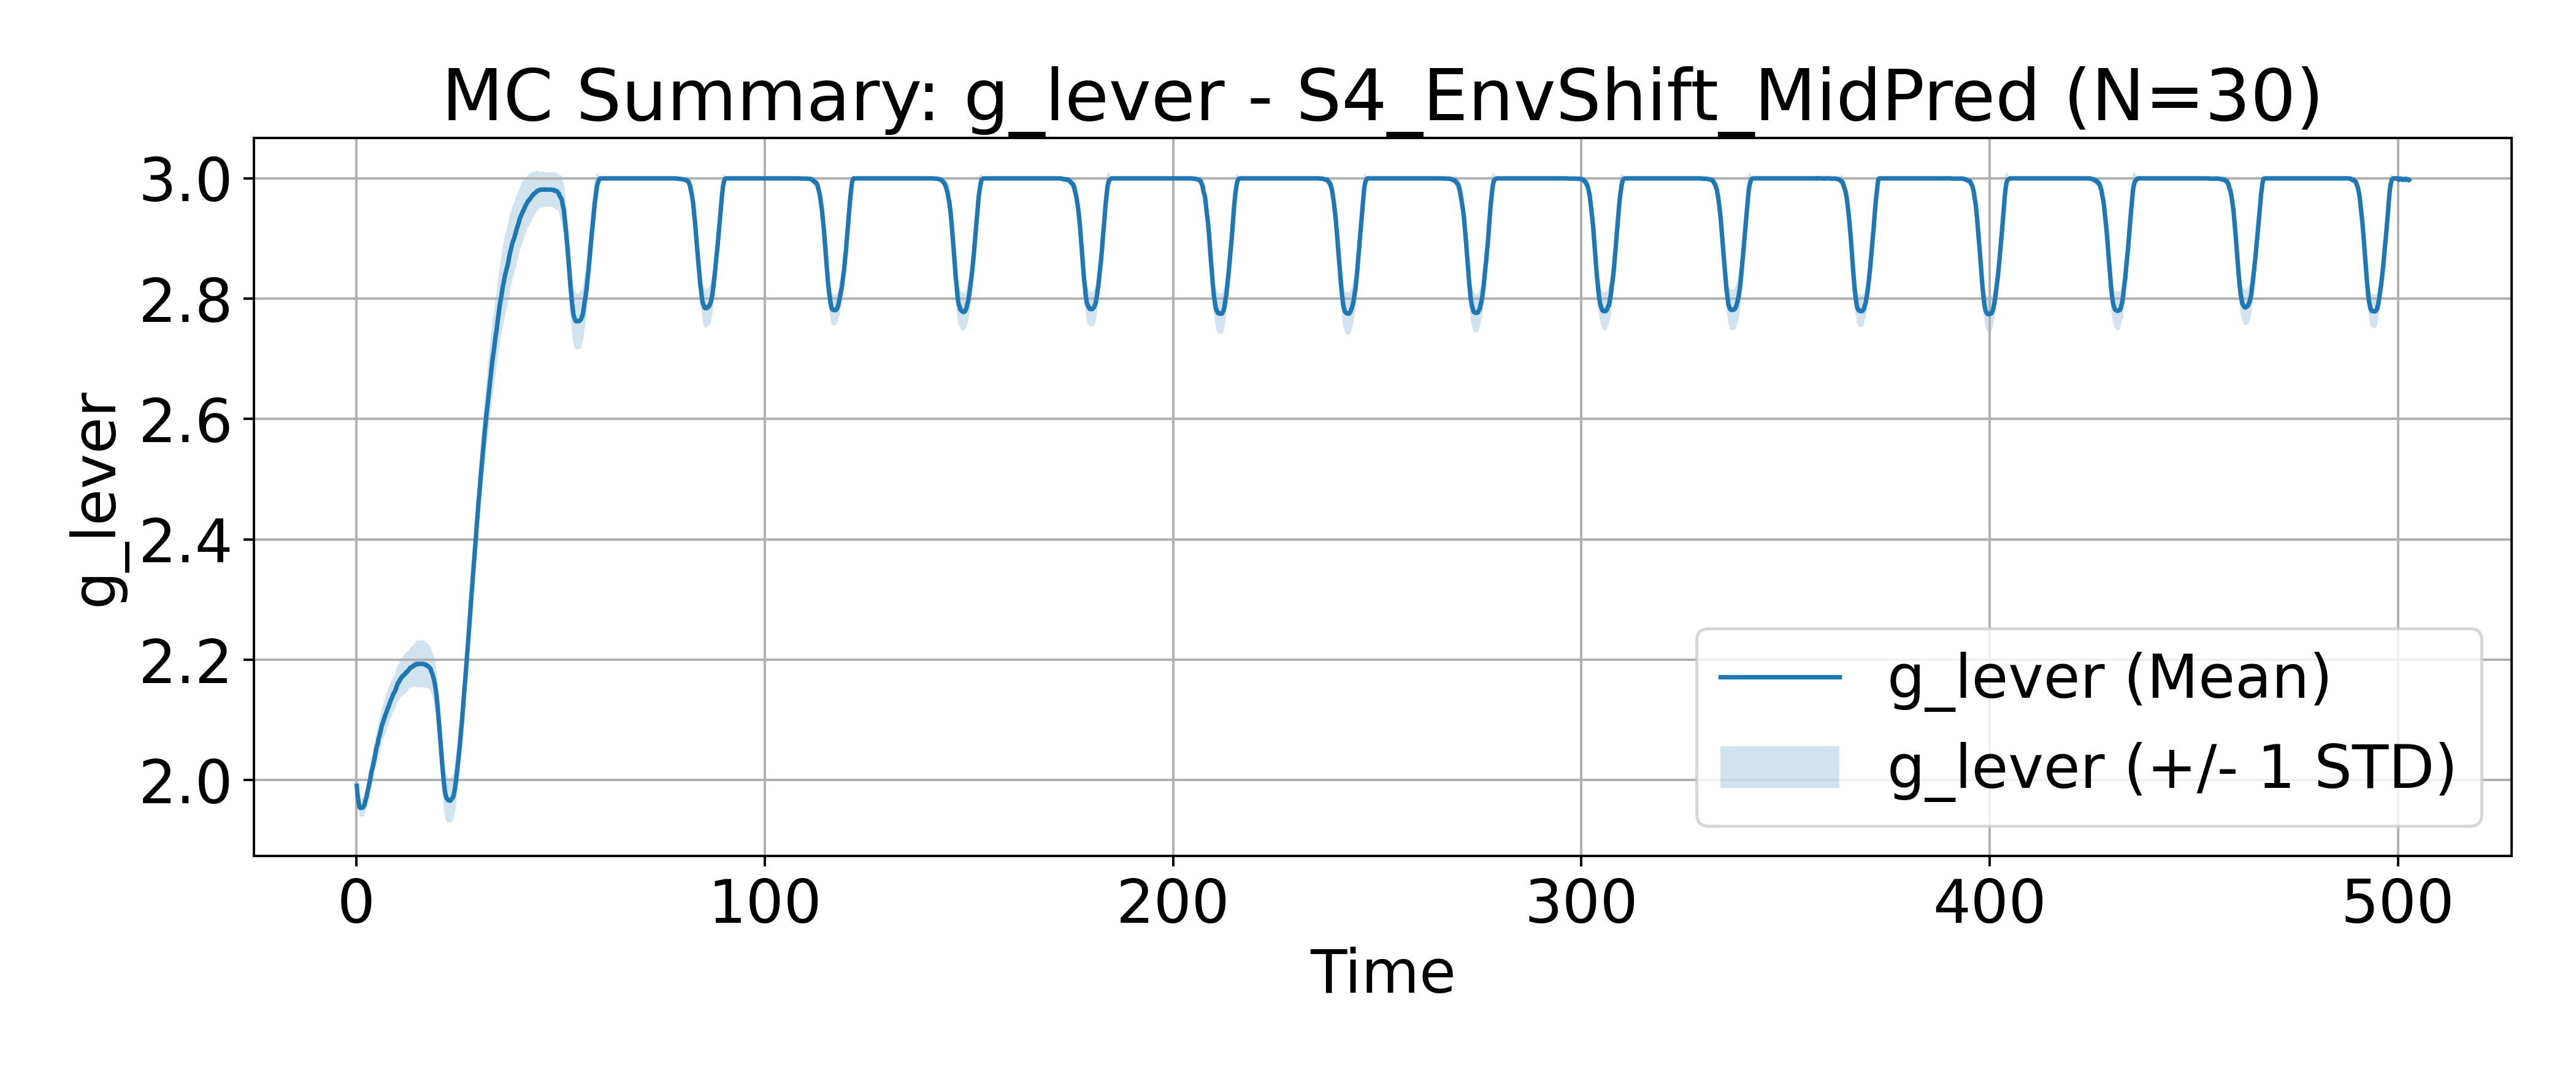 MC Summary: g_lever - S4_EnvShift_MidPred (N=30)
g_lever
3.0
2.8
2.6
2.4
2.2
2.0
g_lever (Mean)
g_lever (+/- 1 STD)
0 100 200 300 400 500
Time